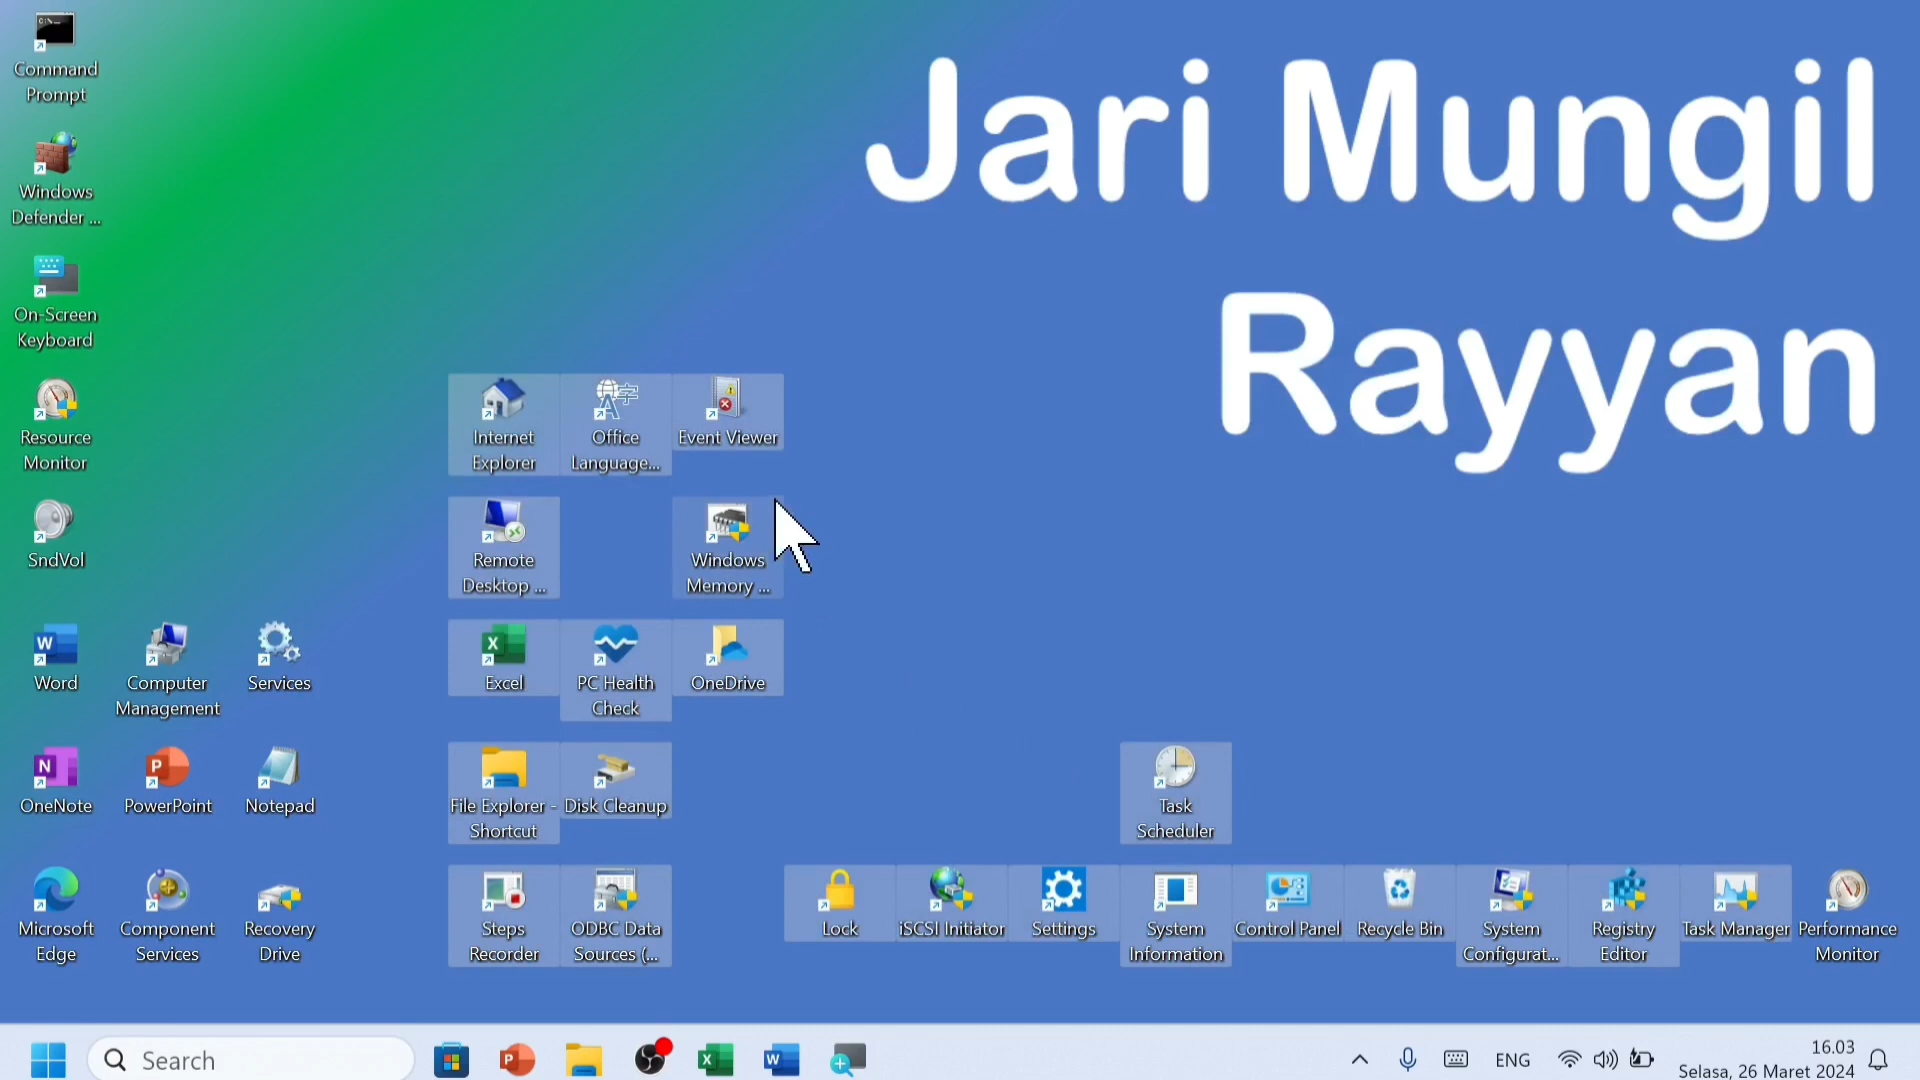 Command
Prompt
Jari Mungil
Rayyan
Windows
Defender ...
On-Screen
Keyboard
Resource
Monitor
Internet
Explorer
Office
Language...
Event Viewer
SndVol
Remote
Desktop ...
Windows
Memory ...
Word
Computer
Management
Services
Excel
PC Health
Check
OneDrive
OneNote
PowerPoint
Notepad
File Explorer -
Shortcut
Disk Cleanup
Task
Scheduler
Microsoft
Edge
Component
Services
Recovery
Drive
Steps
Recorder
ODBC Data
Sources (...
Lock
iSCSI Initiator
Settings
System
Information
Control Panel
Recycle Bin
System
Configurat...
Registry
Editor
Task Manager
Performance
Monitor
Search
ENG
16.03
Selasa, 26 Maret 2024